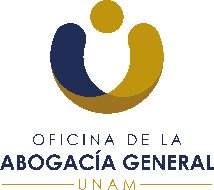 OFICINA DE LA
ABOGACÍA GENERAL
UNAM